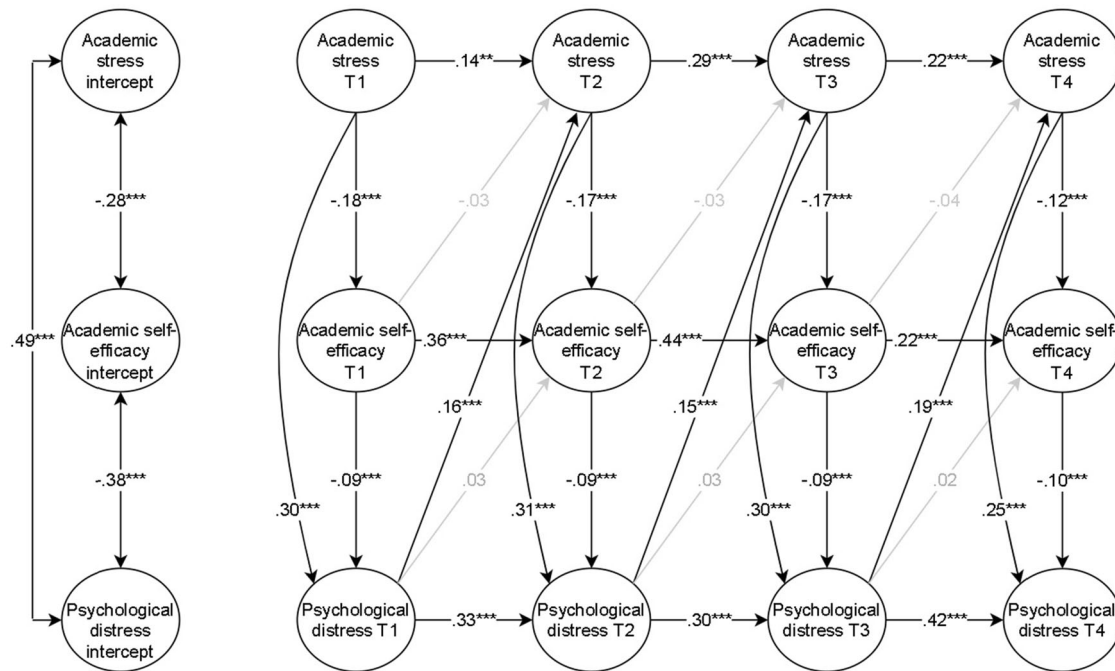 Academic
stress
intercept
Academic
stress
T1
.14**
Academic
stress
T2
.29***
Academic
stress
T3
.22***
Academic
stress
T4
-.28***
-.18***
-.03
-.17***
-.03
-.17***
-.04
-.12***
.49***
Academic self-
efficacy
intercept
Academic self-
efficacy
T1
.36***
Academic self-
efficacy
T2
.44***
Academic self-
efficacy
T3
.22***
Academic self-
efficacy
T4
.16***
.15***
.19***
-.38***
-.09***
.03
-.09***
.03
-.09***
.02
-.10***
.30***
.31***
.30***
.25***
Psychological
distress
intercept
Psychological
distress T1
.33***
Psychological
distress T2
.30***
Psychological
distress T3
.42***
Psychological
distress T4